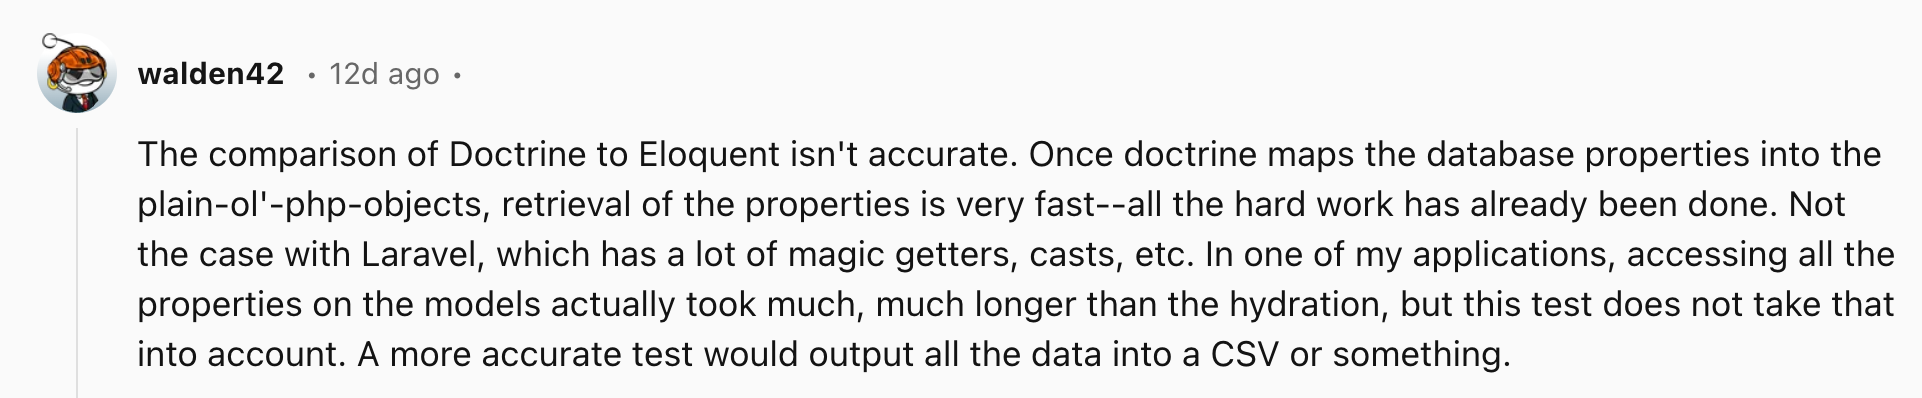 walden42 • 12d ago •
The comparison of Doctrine to Eloquent isn't accurate. Once doctrine maps the database properties into the
plain-ol'-php-objects, retrieval of the properties is very fast--all the hard work has already been done. Not
the case with Laravel, which has a lot of magic getters, casts, etc. In one of my applications, accessing all the
properties on the models actually took much, much longer than the hydration, but this test does not take that
into account. A more accurate test would output all the data into a CSV or something.